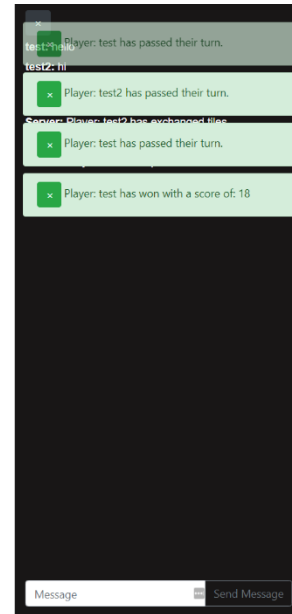 ×
× Player: test has passed their turn.
test: hello
test2: hi
× Player: test2 has passed their turn.
Server: Player: test2 has exchanged tiles
× Player: test has passed their turn.
× Player: test has won with a score of: 18
Message
Send Message